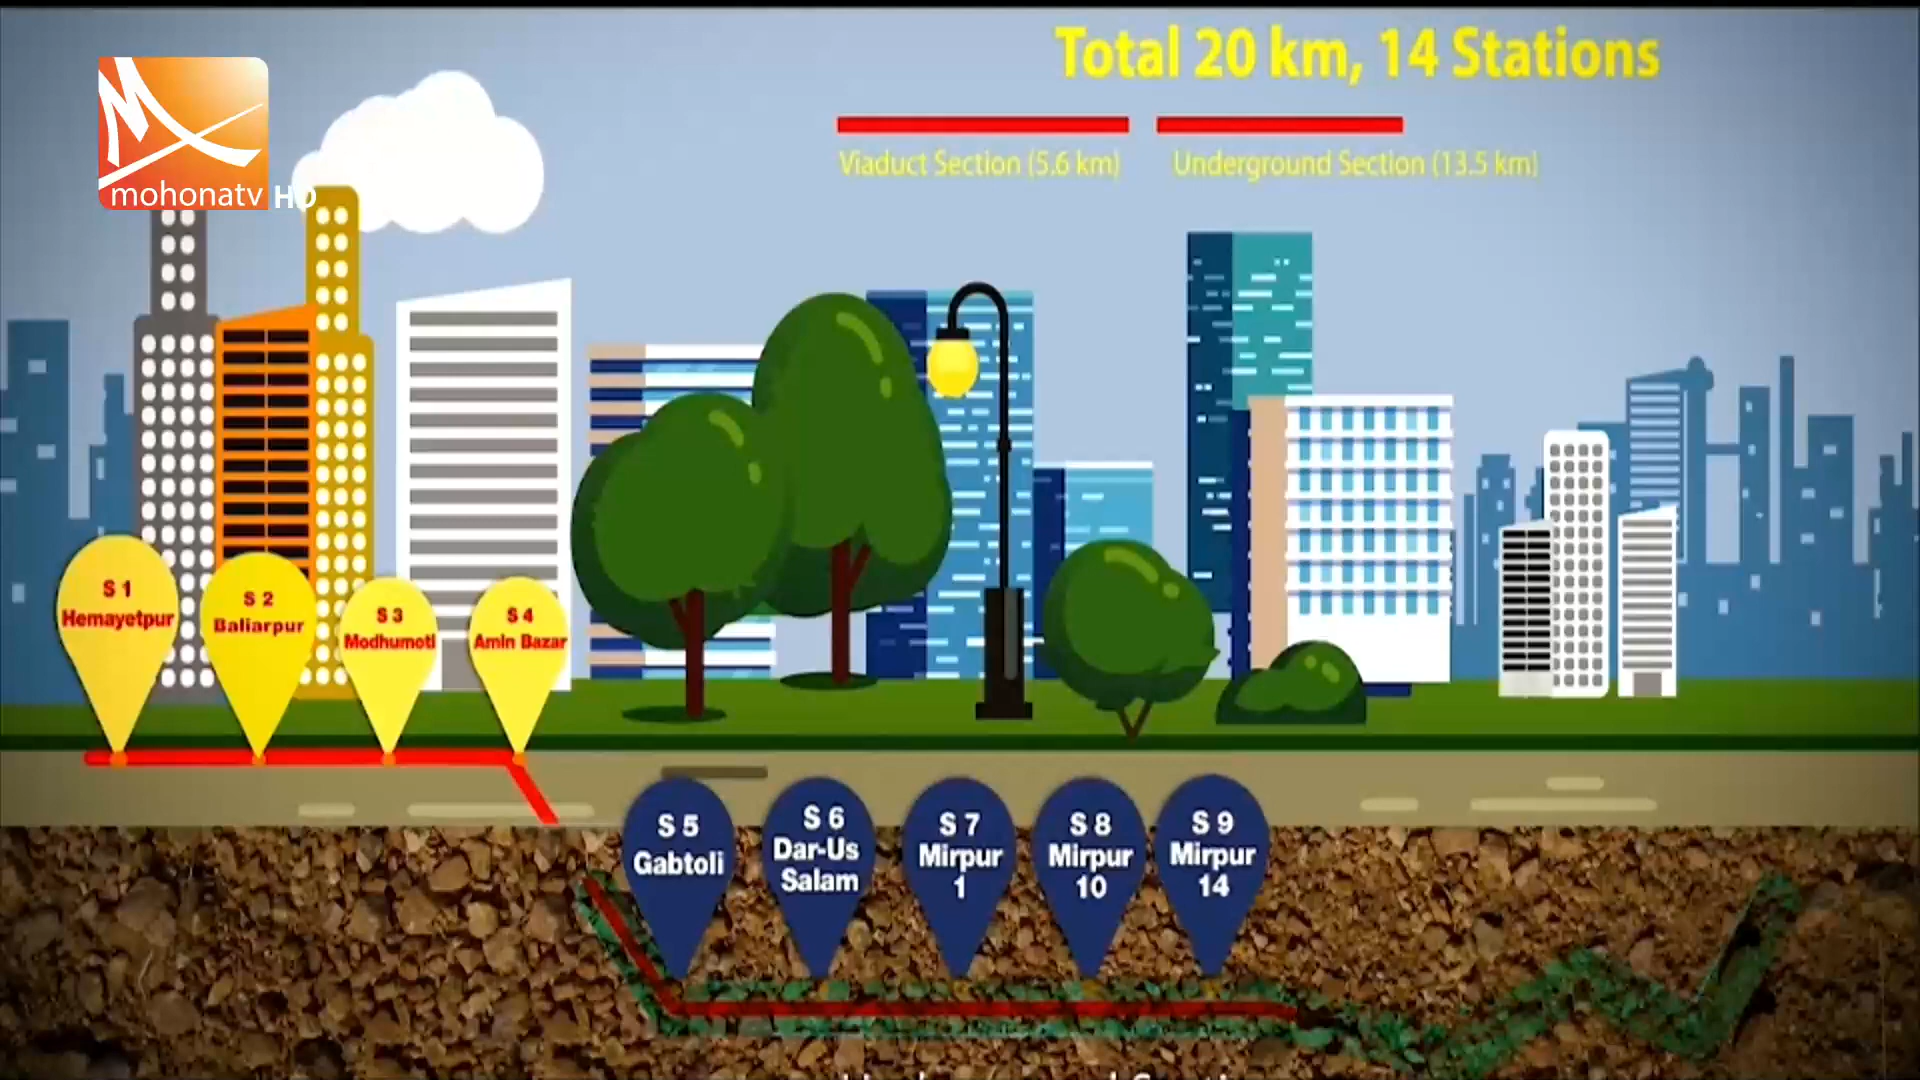 Total 20 km, 14 Stations
Viaduct Section (5.6 km)
Underground Section (13.5 km)
mohonatv HD
S 1
Hemayetpur
S 2
Baliarpur
S 3
Modhumoti
S 4
Amin Bazar
S 5
Gabtoli
S 6
Dar-Us
Salam
S 7
Mirpur
1
S 8
Mirpur
10
S 9
Mirpur
14